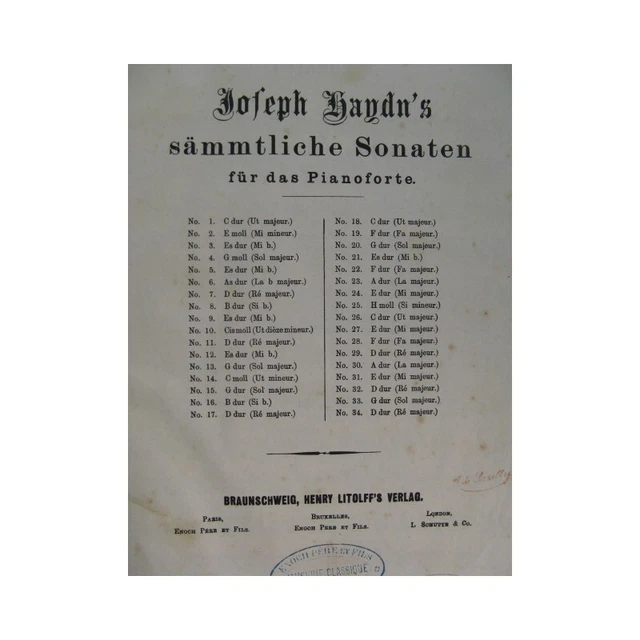 Joseph Haydn's
sämmtliche Sonaten
für das Pianoforte.
No. 1. C dur (Ut majeur.)
No. 2. E moll (Mi mineur.)
No. 3. Es dur (Mi b.)
No. 4. G moll (Sol majeur.)
No. 5. Es dur (Mi b.)
No. 6. As dur (La b majeur.)
No. 7. D dur (Ré majeur.)
No. 8. B dur (Si b.)
No. 9. Es dur (Mi b.)
No. 10. Cis moll (Ut dièze mineur.)
No. 11. D dur (Ré majeur.)
No. 12. Es dur (Mi b.)
No. 13. G dur (Sol majeur.)
No. 14. C moll (Ut mineur.)
No. 15. G dur (Sol majeur.)
No. 16. B dur (Si b.)
No. 17. D dur (Ré majeur.)
No. 18. C dur (Ut majeur.)
No. 19. F dur (Fa majeur.)
No. 20. G dur (Sol majeur.)
No. 21. Es dur (Mi b.)
No. 22. F dur (Fa majeur.)
No. 23. A dur (La majeur.)
No. 24. E dur (Mi majeur.)
No. 25. H moll (Si mineur.)
No. 26. C dur (Ut majeur.)
No. 27. E dur (Mi majeur.)
No. 28. F dur (Fa majeur.)
No. 29. D dur (Ré majeur.)
No. 30. A dur (La majeur.)
No. 31. E dur (Mi majeur.)
No. 32. D dur (Ré majeur.)
No. 33. G dur (Sol majeur.)
No. 34. D dur (Ré majeur.)
BRAUNSCHWEIG, HENRY LITOLFF'S VERLAG.
PARIS,
ENOCH PÈRE ET FILS.
BRUXELLES,
ENOCH PÈRE ET FILS.
LONDON,
L. SCHUTTE & CO.
ENOCH PERE ET FILS
CLASSIQUE